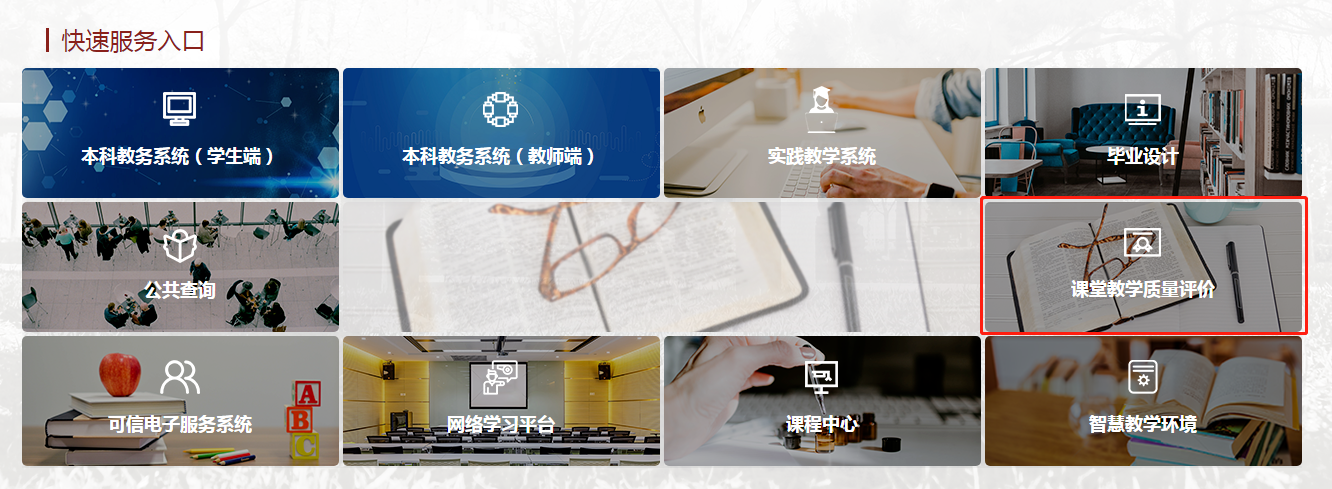 快速服务入口
本科教务系统（学生端）
本科教务系统（教师端）
实践教学系统
毕业设计
公共查询
课堂教学质量评价
可信电子服务系统
A
B
C
网络学习平台
课程中心
智慧教学环境